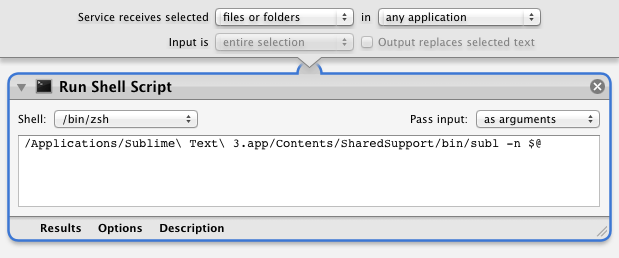 Service receives selected files or folders in any application
Input is entire selection Output replaces selected text
Run Shell Script
Shell: /bin/zsh Pass input: as arguments
/Applications/Sublime\ Text\ 3.app/Contents/SharedSupport/bin/subl -n $@
Results Options Description